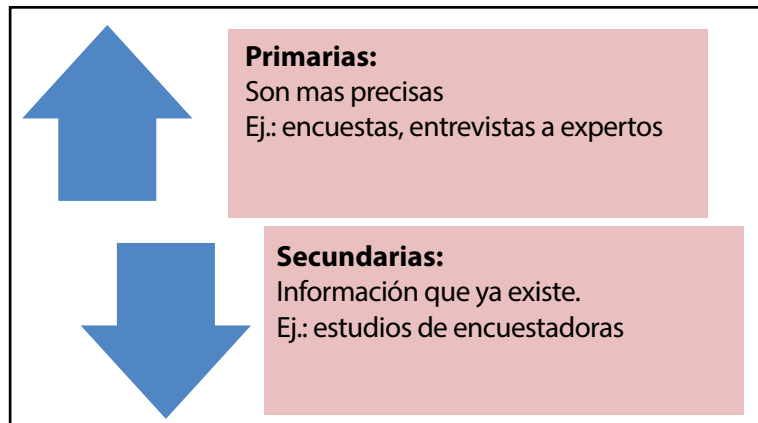 Primarias:
Son mas precisas
Ej.: encuestas, entrevistas a expertos
Secundarias:
Información que ya existe.
Ej.: estudios de encuestadoras